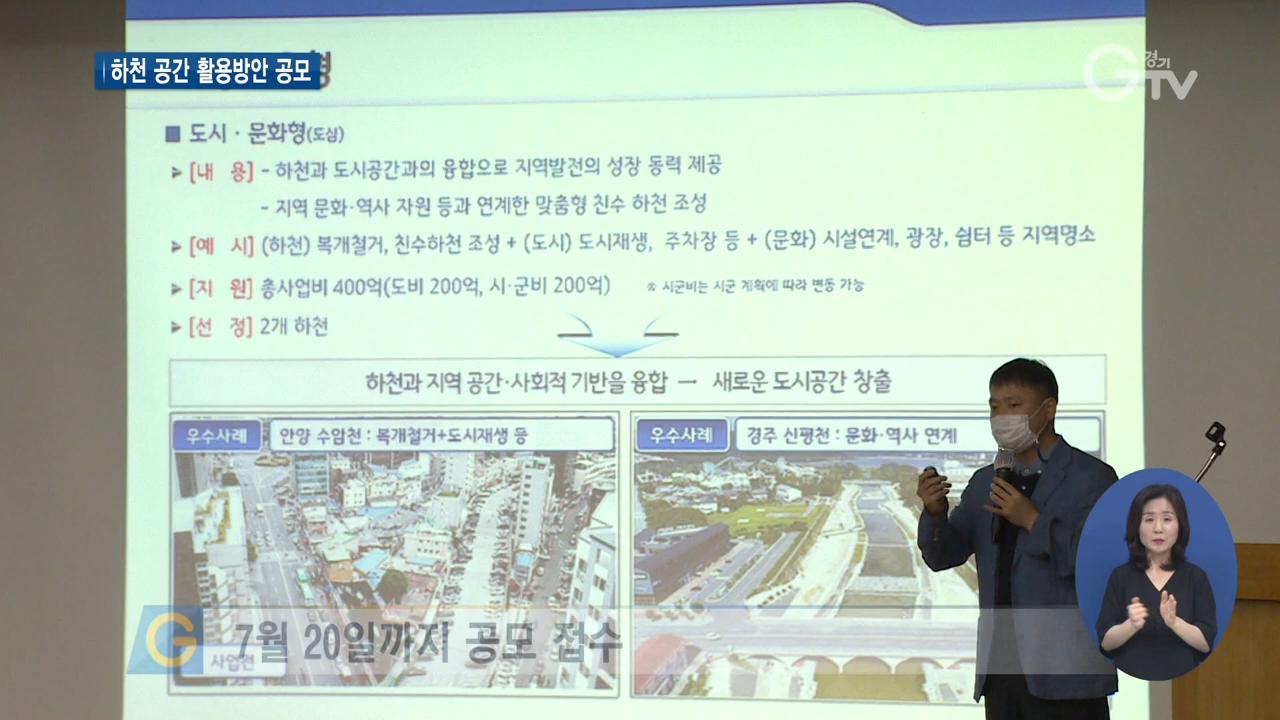 하천 공간 활용방안 공모
경기
GTV
형
■ 도시·문화형(도심)
[내 용] - 하천과 도시공간과의 융합으로 지역발전의 성장 동력 제공
- 지역 문화·역사 자원 등과 연계한 맞춤형 친수 하천 조성
[예 시] (하천) 복개철거, 친수하천 조성 + (도시) 도시재생, 주차장 등 + (문화) 시설연계, 광장, 쉼터 등 지역명소
[지 원] 총사업비 400억(도비 200억, 시·군비 200억) ※ 시군비는 시군 계획에 따라 변동 가능
[선 정] 2개 하천
하천과 지역 공간·사회적 기반을 융합 → 새로운 도시공간 창출
우수사례 안양 수암천 : 복개철거+도시재생 등
우수사례 경주 신평천 : 문화·역사 연계
사업전
G 7월 20일까지 공모 접수